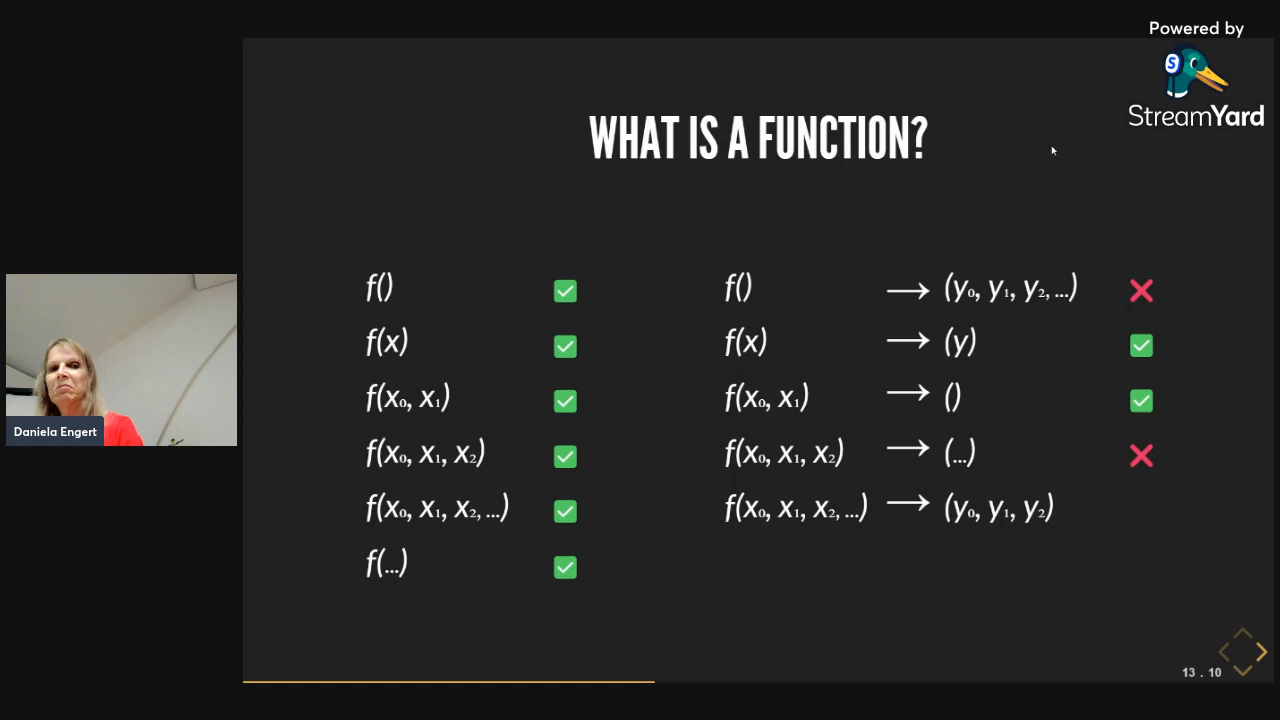 Powered by
S
StreamYard
WHAT IS A FUNCTION?
f() ✅ f() ⟶ (y₀, y₁, y₂, ...) ❌
f(x) ✅ f(x) ⟶ (y) ✅
f(x₀, x₁) ✅ f(x₀, x₁) ⟶ () ✅
f(x₀, x₁, x₂) ✅ f(x₀, x₁, x₂) ⟶ (...) ❌
f(x₀, x₁, x₂, ...) ✅ f(x₀, x₁, x₂, ...) ⟶ (y₀, y₁, y₂)
f(...) ✅
Daniela Engert
13 . 10